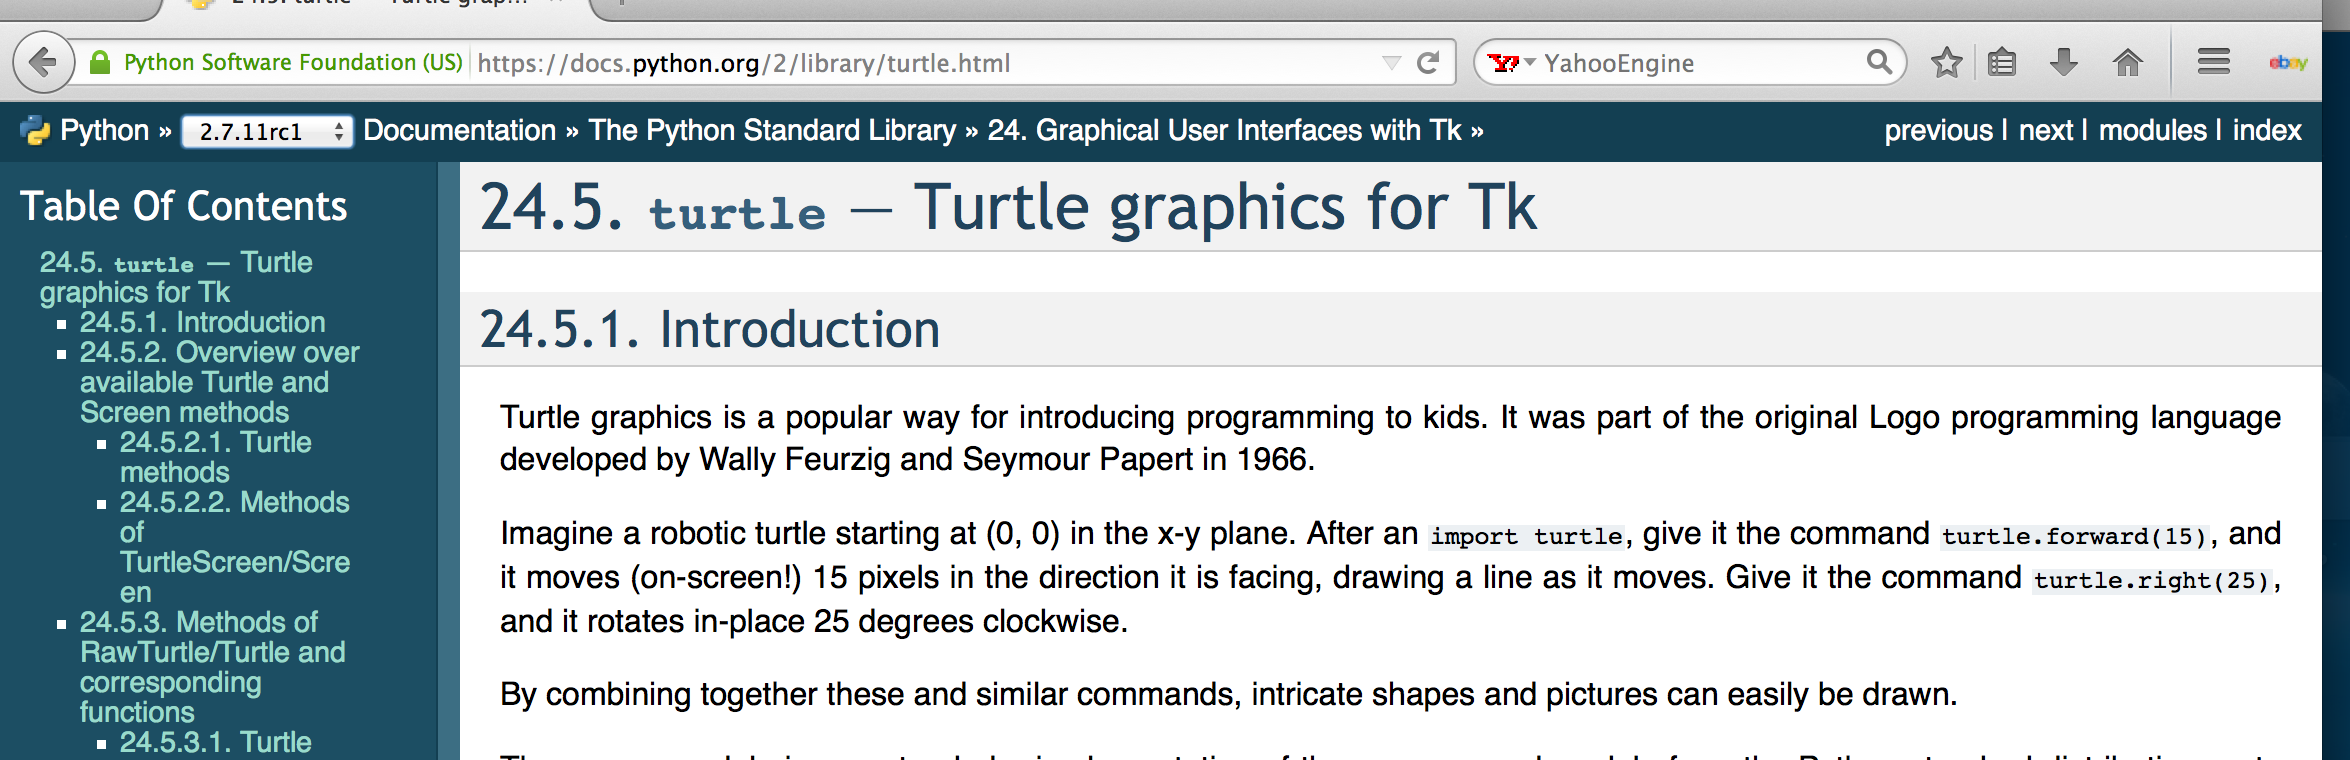 Python Software Foundation (US) https://docs.python.org/2/library/turtle.html YahooEngine ebay
Python » 2.7.11rc1 Documentation » The Python Standard Library » 24. Graphical User Interfaces with Tk » previous | next | modules | index
Table Of Contents
24.5. turtle — Turtle
graphics for Tk
24.5.1. Introduction
24.5.2. Overview over
available Turtle and
Screen methods
24.5.2.1. Turtle
methods
24.5.2.2. Methods
of
TurtleScreen/Scre
en
24.5.3. Methods of
RawTurtle/Turtle and
corresponding
functions
24.5.3.1. Turtle
24.5. turtle — Turtle graphics for Tk
24.5.1. Introduction
Turtle graphics is a popular way for introducing programming to kids. It was part of the original Logo programming language
developed by Wally Feurzig and Seymour Papert in 1966.
Imagine a robotic turtle starting at (0, 0) in the x-y plane. After an import turtle, give it the command turtle.forward(15), and
it moves (on-screen!) 15 pixels in the direction it is facing, drawing a line as it moves. Give it the command turtle.right(25),
and it rotates in-place 25 degrees clockwise.
By combining together these and similar commands, intricate shapes and pictures can easily be drawn.